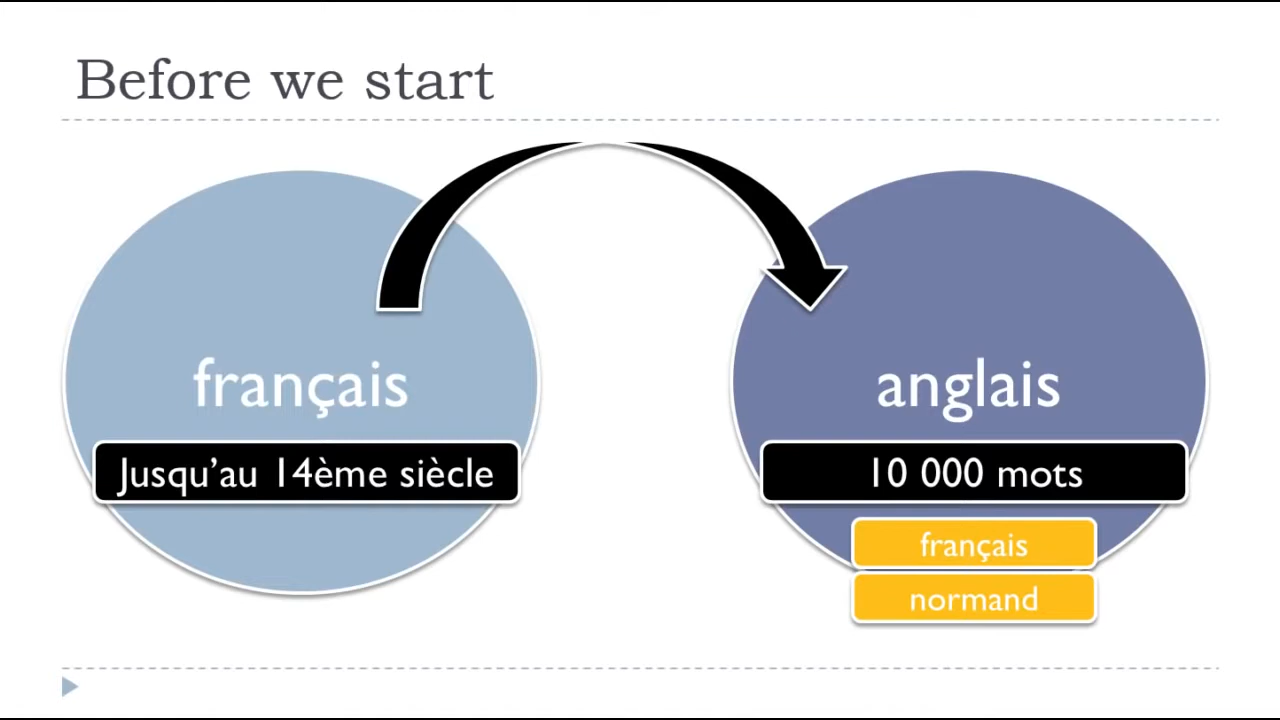 Before we start
français
Jusqu’au 14ème siècle
anglais
10 000 mots
français
normand